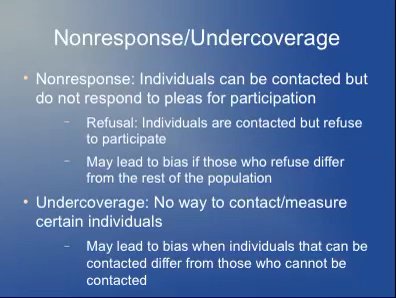 Nonresponse/Undercoverage
• Nonresponse: Individuals can be contacted but
do not respond to pleas for participation
– Refusal: Individuals are contacted but refuse
to participate
– May lead to bias if those who refuse differ
from the rest of the population
• Undercoverage: No way to contact/measure
certain individuals
– May lead to bias when individuals that can be
contacted differ from those who cannot be
contacted